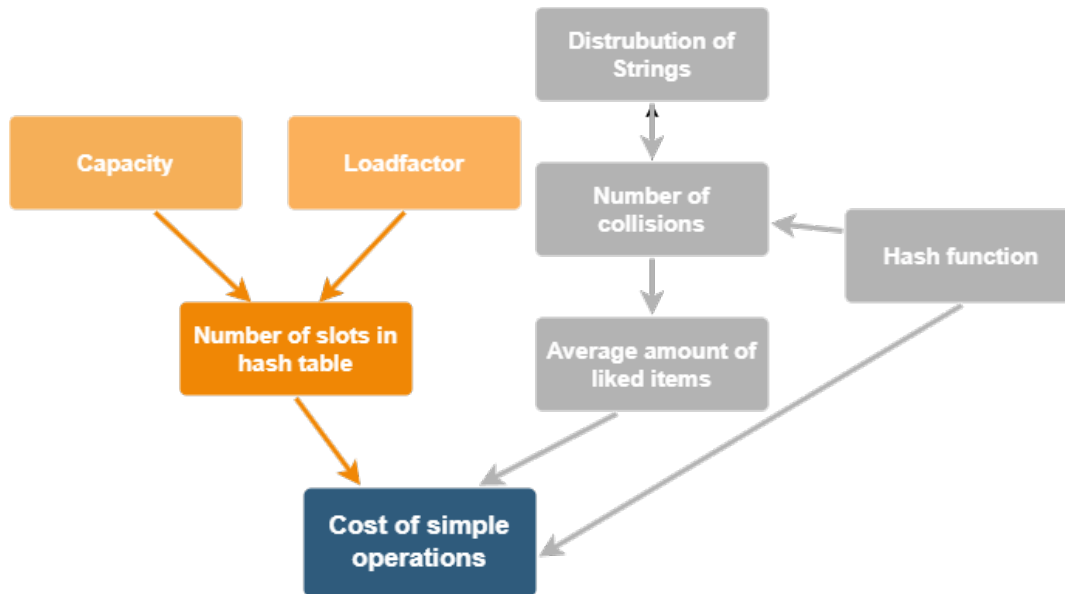 Distrubution of
Strings
Capacity
Loadfactor
Number of
collisions
Hash function
Number of slots in
hash table
Average amount of
liked items
Cost of simple
operations